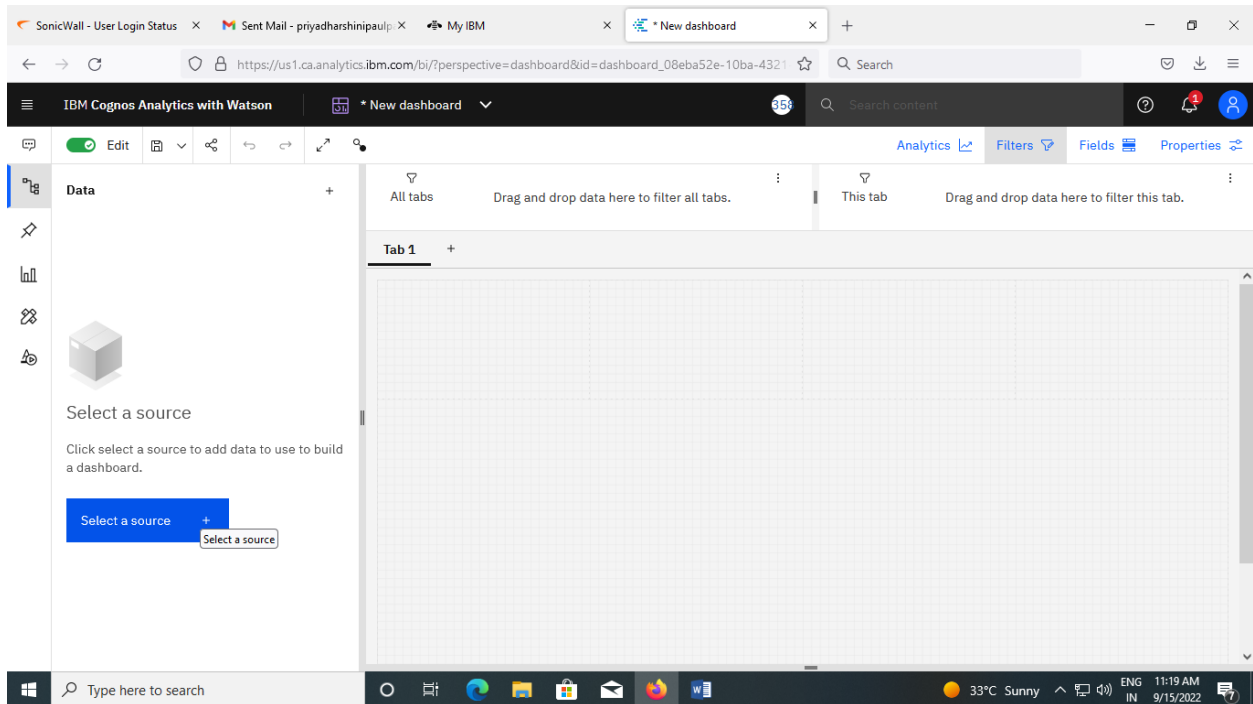 SonicWall - User Login Status
Sent Mail - priyadharshinipaulp
My IBM
* New dashboard
https://us1.ca.analytics.ibm.com/bi/?perspective=dashboard&id=dashboard_08eba52e-10ba-4321
Search
IBM Cognos Analytics with Watson
* New dashboard
358
Search content
1
Edit
Analytics
Filters
Fields
Properties
Data
All tabs
Drag and drop data here to filter all tabs.
This tab
Drag and drop data here to filter this tab.
Tab 1
Select a source
Click select a source to add data to use to build
a dashboard.
Select a source
Select a source
Type here to search
33°C Sunny
ENG
IN
11:19 AM
9/15/2022
7